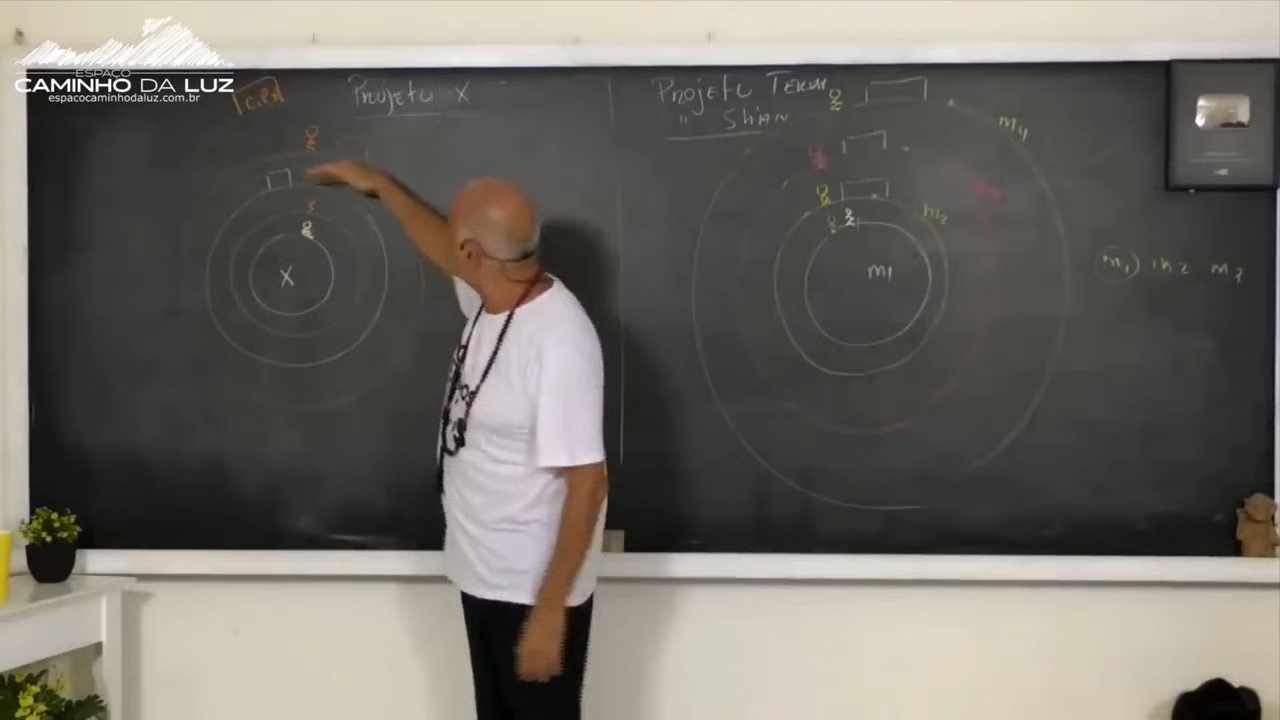 ESPAÇO
CAMINHO DA LUZ
espacocaminhodaluz.com.br
Projeto X
X
Projeto Terra
" Shan
m4
m2
m1
m1 m2 m3